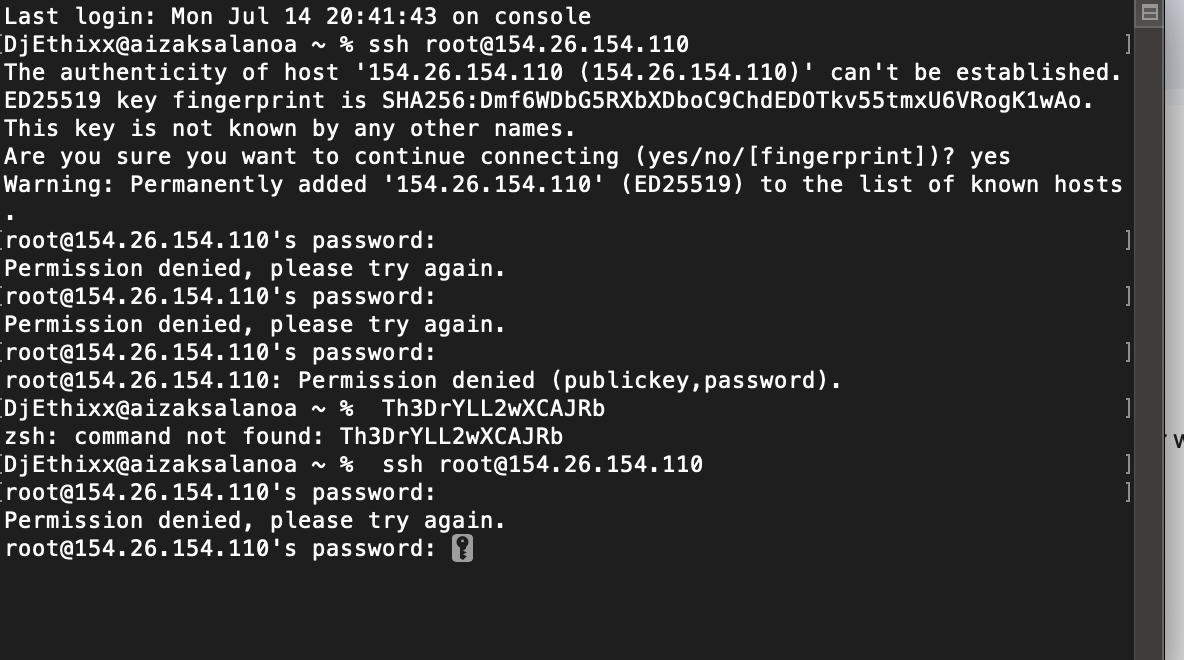 Last login: Mon Jul 14 20:41:43 on console
[DjEthixx@aizaksalanoa ~ % ssh root@154.26.154.110 ]
The authenticity of host '154.26.154.110 (154.26.154.110)' can't be established.
ED25519 key fingerprint is SHA256:Dmf6WDbG5RXbXDboC9ChdEDOTkv55tmxU6VRogK1wAo.
This key is not known by any other names.
Are you sure you want to continue connecting (yes/no/[fingerprint])? yes
Warning: Permanently added '154.26.154.110' (ED25519) to the list of known hosts
.
[root@154.26.154.110's password: ]
Permission denied, please try again.
[root@154.26.154.110's password: ]
Permission denied, please try again.
[root@154.26.154.110's password: ]
root@154.26.154.110: Permission denied (publickey,password).
[DjEthixx@aizaksalanoa ~ %  Th3DrYLL2wXCAJRb ]
zsh: command not found: Th3DrYLL2wXCAJRb
[DjEthixx@aizaksalanoa ~ %  ssh root@154.26.154.110 ]
[root@154.26.154.110's password: ]
Permission denied, please try again.
root@154.26.154.110's password: